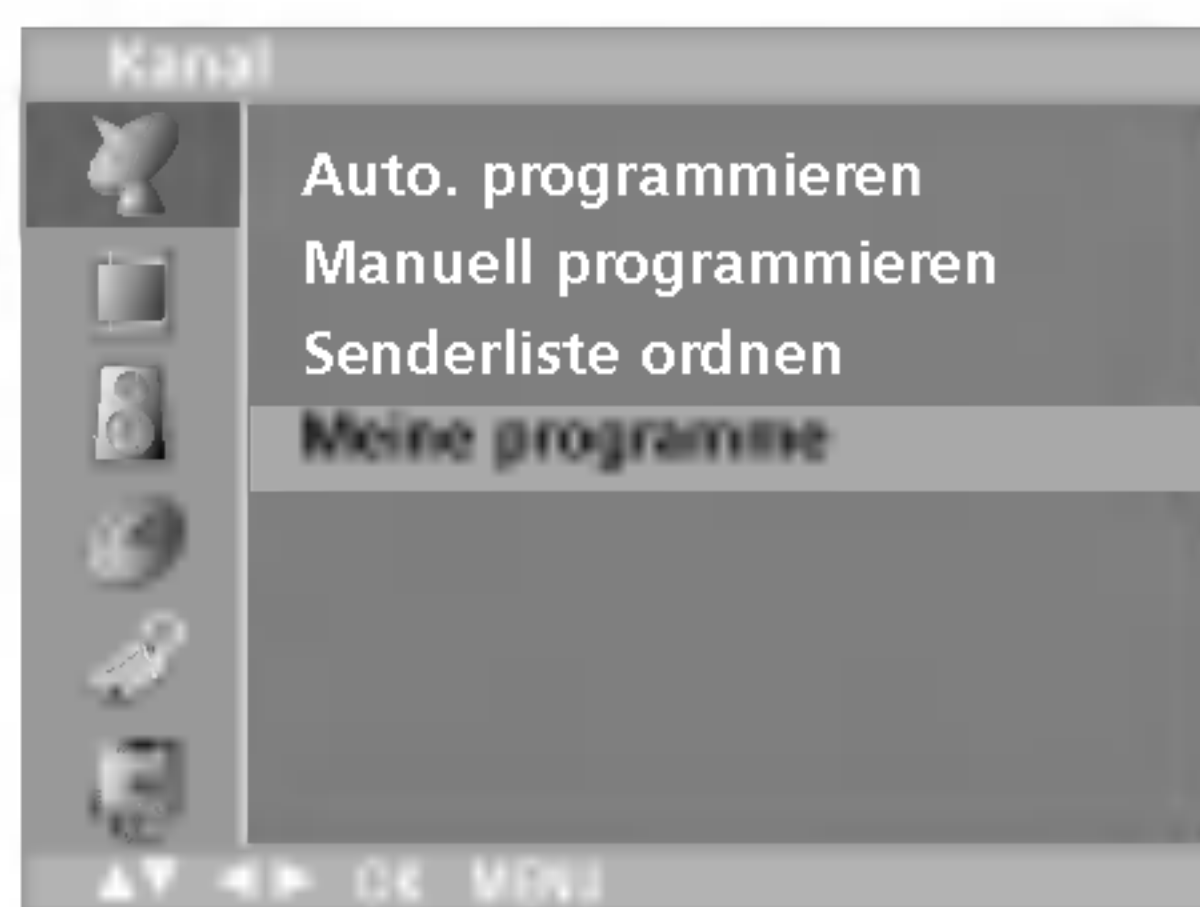 Kanal
Auto. programmieren
Manuell programmieren
Senderliste ordnen
Meine programme
▲▼ ◀▶ OK MENU